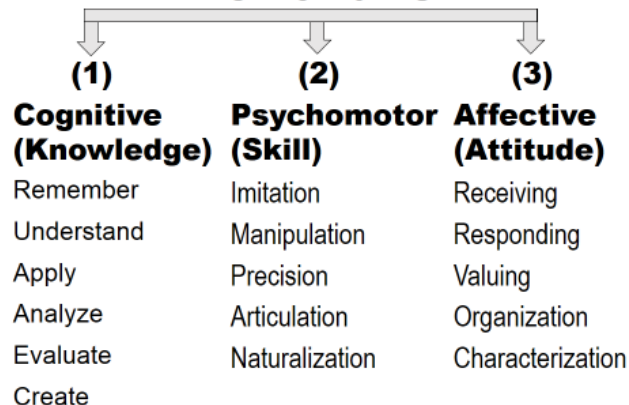 (1)
Cognitive
(Knowledge)
Remember
Understand
Apply
Analyze
Evaluate
Create
(2)
Psychomotor
(Skill)
Imitation
Manipulation
Precision
Articulation
Naturalization
(3)
Affective
(Attitude)
Receiving
Responding
Valuing
Organization
Characterization